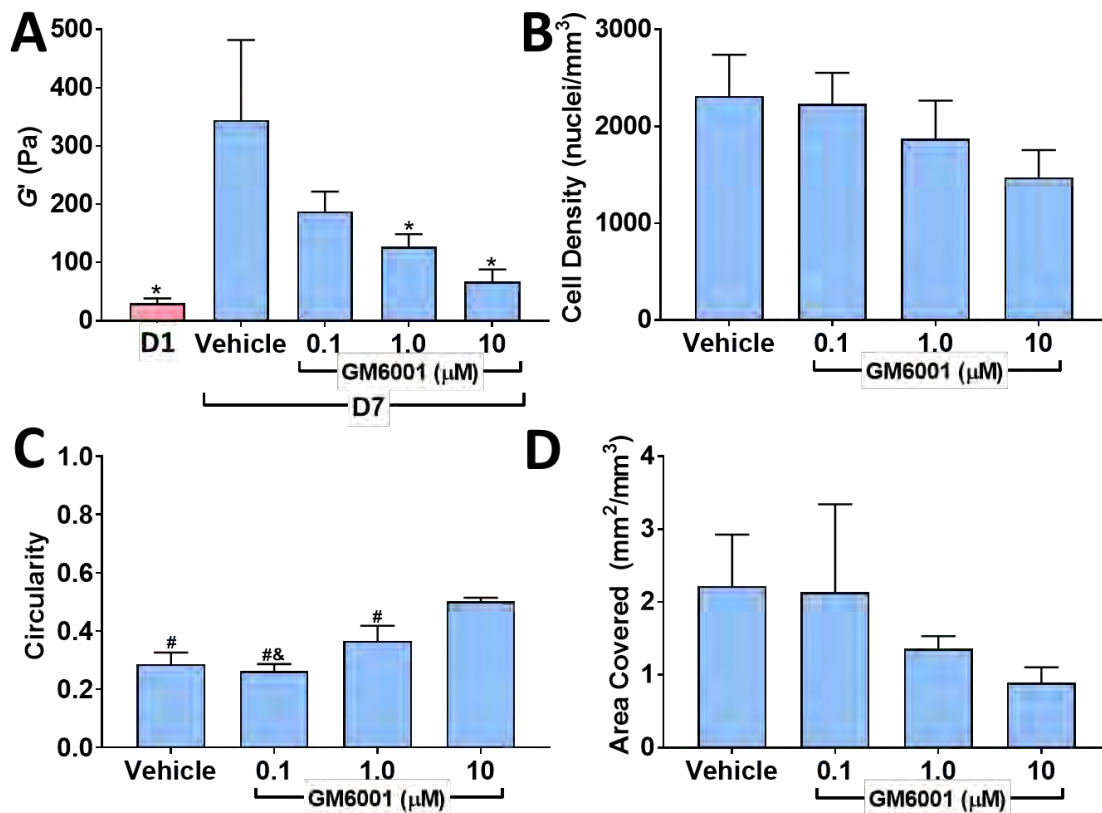 A
500
400
300
200
100
0
G' (Pa)
*
*
*
D1
Vehicle
0.1
1.0
10
GM6001 (μM)
D7
B
2000
1000
0
Cell Density (nuclei/mm³)
Vehicle
0.1
1.0
10
GM6001 (μM)
C
1.0
0.8
0.6
0.4
0.2
0.0
Circularity
#
#&
#
Vehicle
0.1
1.0
10
GM6001 (μM)
D
4
3
2
1
0
Area Covered (mm²/mm³)
Vehicle
0.1
1.0
10
GM6001 (μM)